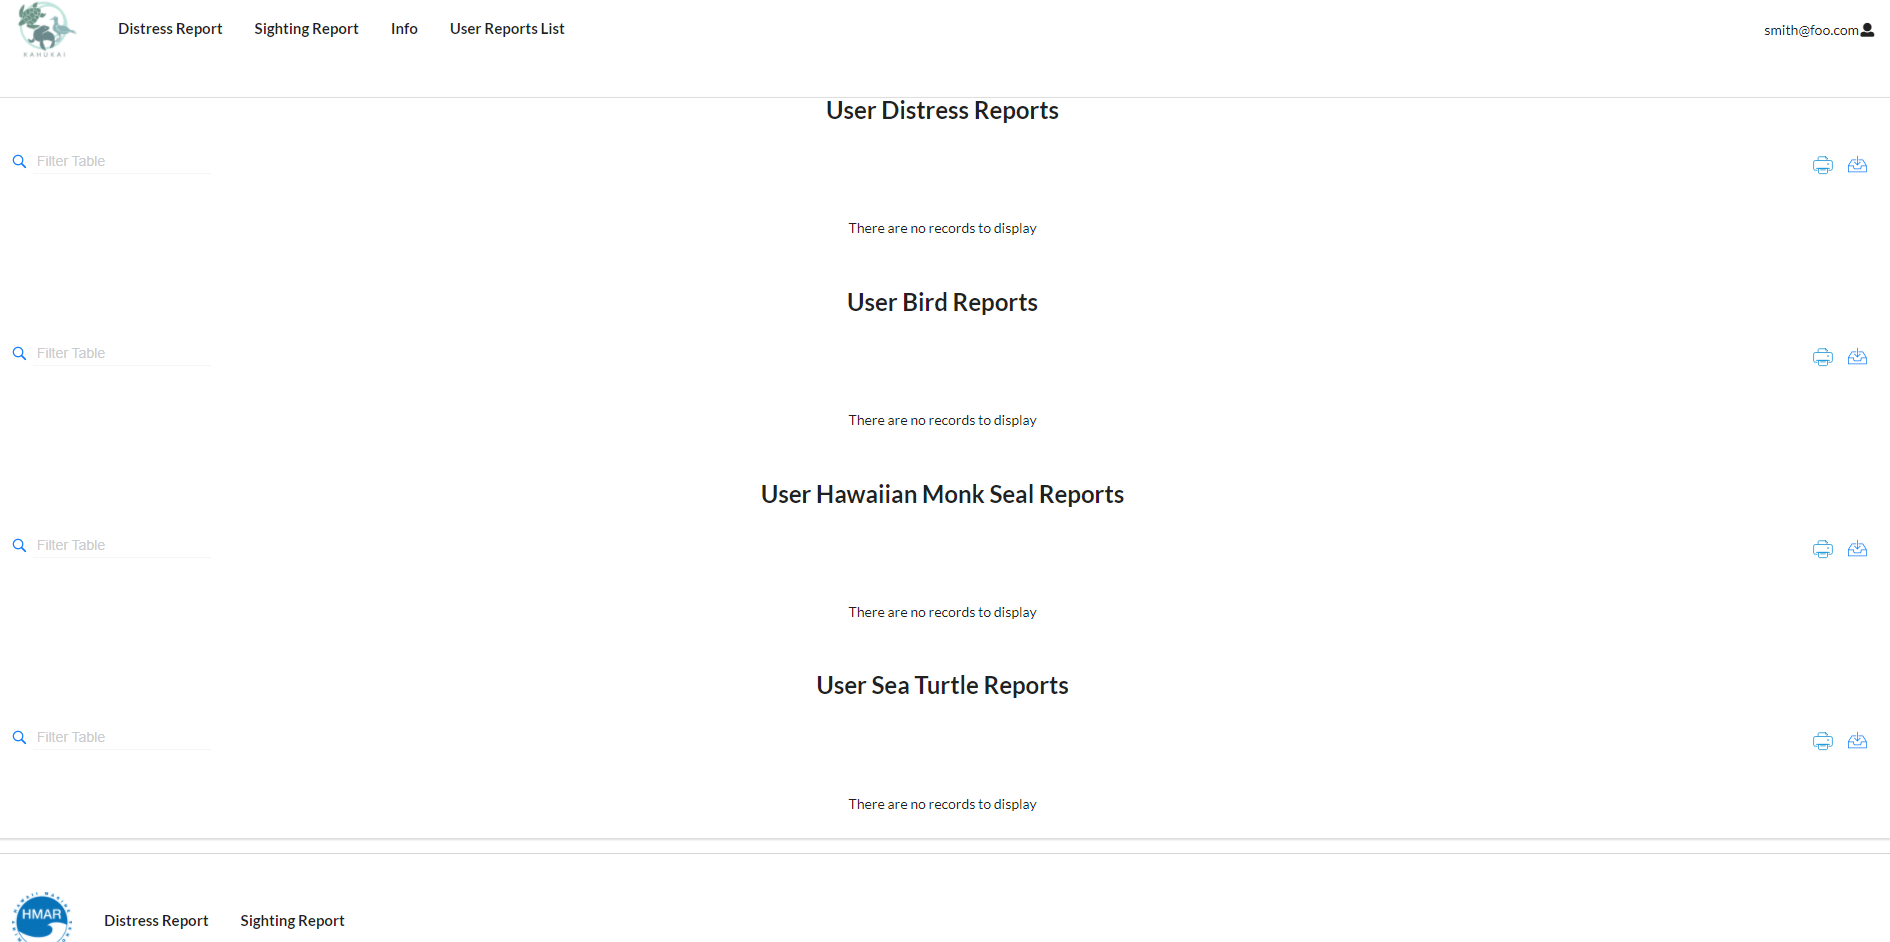 KAHUKAI
Distress Report Sighting Report Info User Reports List smith@foo.com
User Distress Reports
Filter Table
There are no records to display
User Bird Reports
Filter Table
There are no records to display
User Hawaiian Monk Seal Reports
Filter Table
There are no records to display
User Sea Turtle Reports
Filter Table
There are no records to display
HMAR
Distress Report Sighting Report